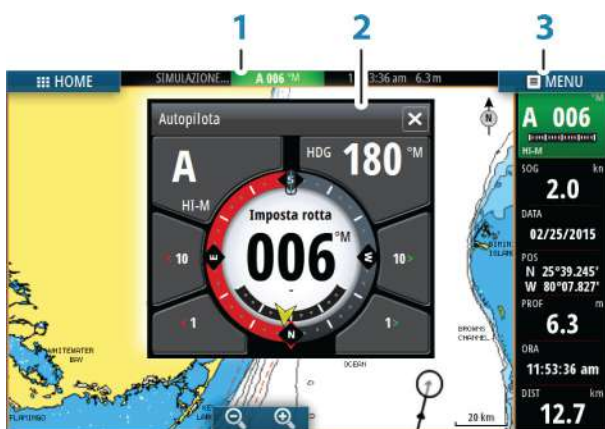 1 2 3
HOME
SIMULAZIONE... A 006 °M 3:36 am 6.3 m
MENU
Autopilota
A
HI-M
HDG 180 °M
S
E
W
N
Imposta rotta
006 °M
-
< 10
10 >
< 1
1 >
N
WHITEWATER
BAY
FLAMINGO
OCEAN
BROWNS
CHANNEL
ISLAND
20 km
°M
A 006
HI-M
SOG kn
2.0
DATA
02/25/2015
POS
N 25°39.245'
W 80°07.827'
PROF m
6.3
ORA
11:53:36 am
DIST km
12.7